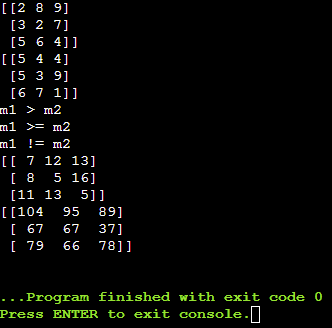 [[2 8 9]
 [3 2 7]
 [5 6 4]]
[[5 4 4]
 [5 3 9]
 [6 7 1]]
m1 > m2
m1 >= m2
m1 != m2
[[ 7 12 13]
 [ 8  5 16]
 [11 13  5]]
[[104  95  89]
 [ 67  67  37]
 [ 79  66  78]]
...Program finished with exit code 0
Press ENTER to exit console.